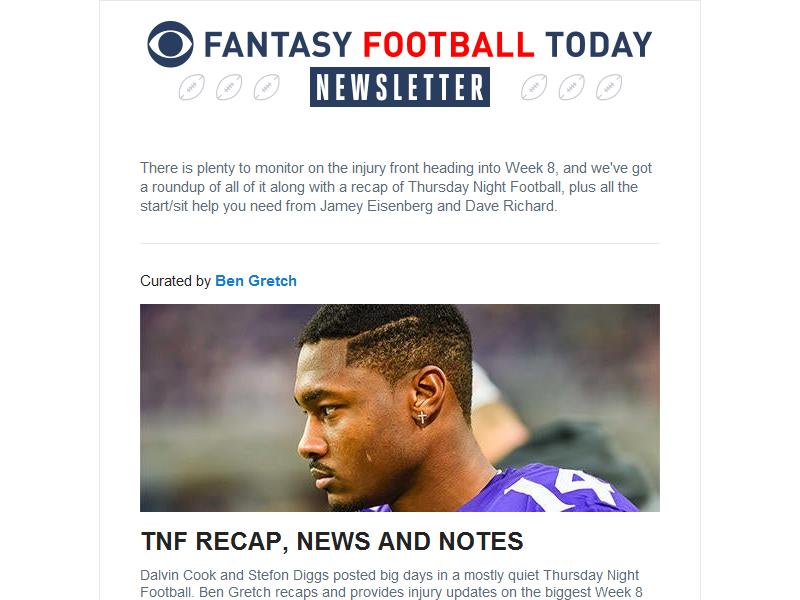 FANTASY FOOTBALL TODAY
NEWSLETTER
There is plenty to monitor on the injury front heading into Week 8, and we've got
a roundup of all of it along with a recap of Thursday Night Football, plus all the
start/sit help you need from Jamey Eisenberg and Dave Richard.
Curated by Ben Gretch
14
TNF RECAP, NEWS AND NOTES
Dalvin Cook and Stefon Diggs posted big days in a mostly quiet Thursday Night
Football. Ben Gretch recaps and provides injury updates on the biggest Week 8